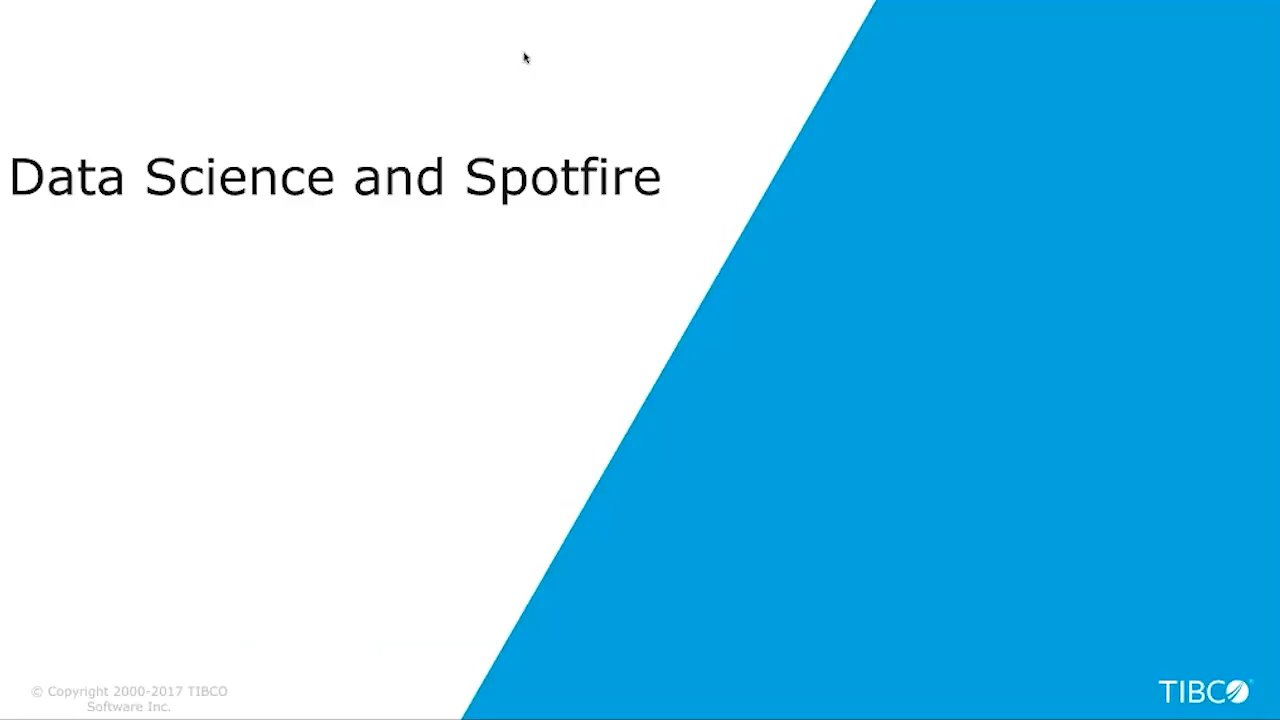 Data Science and Spotfire
© Copyright 2000-2017 TIBCO
Software Inc.
TIBCO